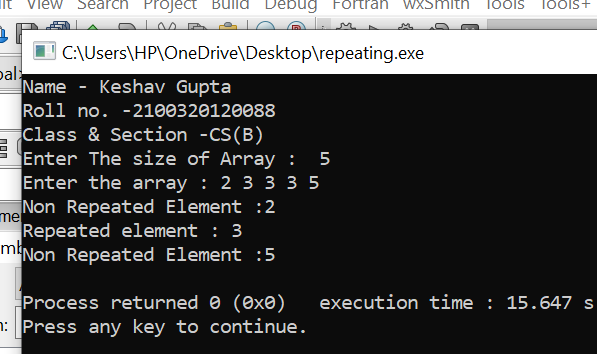 View Search Project Build Debug Fortran wxSmith Tools Tools+
C:\Users\HP\OneDrive\Desktop\repeating.exe
Name - Keshav Gupta
Roll no. -2100320120088
Class & Section -CS(B)
Enter The size of Array :  5
Enter the array : 2 3 3 3 5
Non Repeated Element :2
Repeated element : 3
Non Repeated Element :5
Process returned 0 (0x0)   execution time : 15.647 s
Press any key to continue.